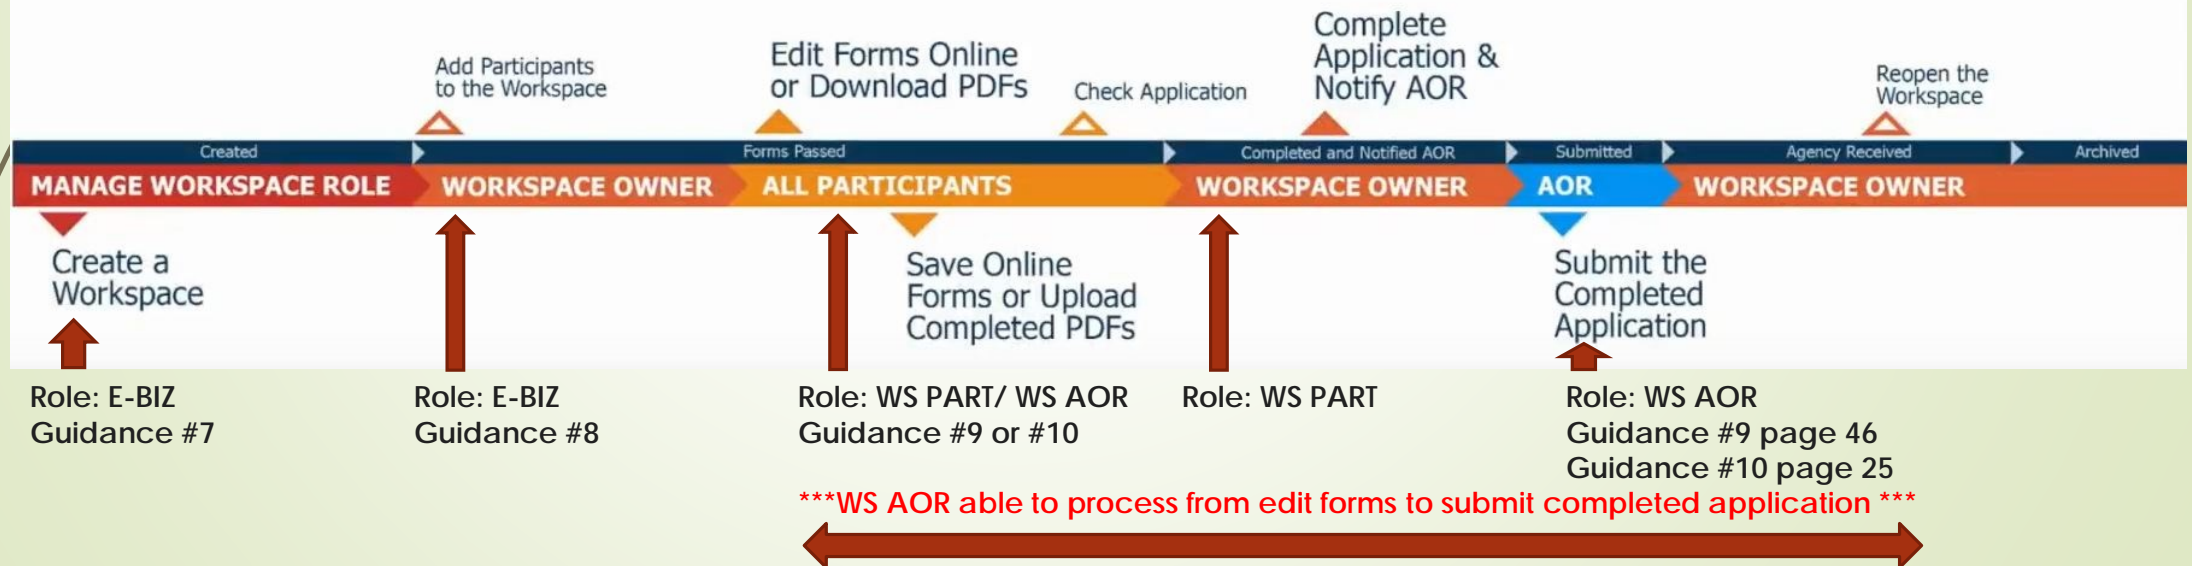 Add Participants
to the Workspace
Edit Forms Online
or Download PDFs
Check Application
Complete
Application &
Notify AOR
Reopen the
Workspace
Created
Forms Passed
Completed and Notified AOR
Submitted
Agency Received
Archived
MANAGE WORKSPACE ROLE
WORKSPACE OWNER
ALL PARTICIPANTS
WORKSPACE OWNER
AOR
WORKSPACE OWNER
Create a
Workspace
Save Online
Forms or Upload
Completed PDFs
Submit the
Completed
Application
Role: E-BIZ
Guidance #7
Role: E-BIZ
Guidance #8
Role: WS PART/ WS AOR
Guidance #9 or #10
Role: WS PART
Role: WS AOR
Guidance #9 page 46
Guidance #10 page 25
***WS AOR able to process from edit forms to submit completed application ***